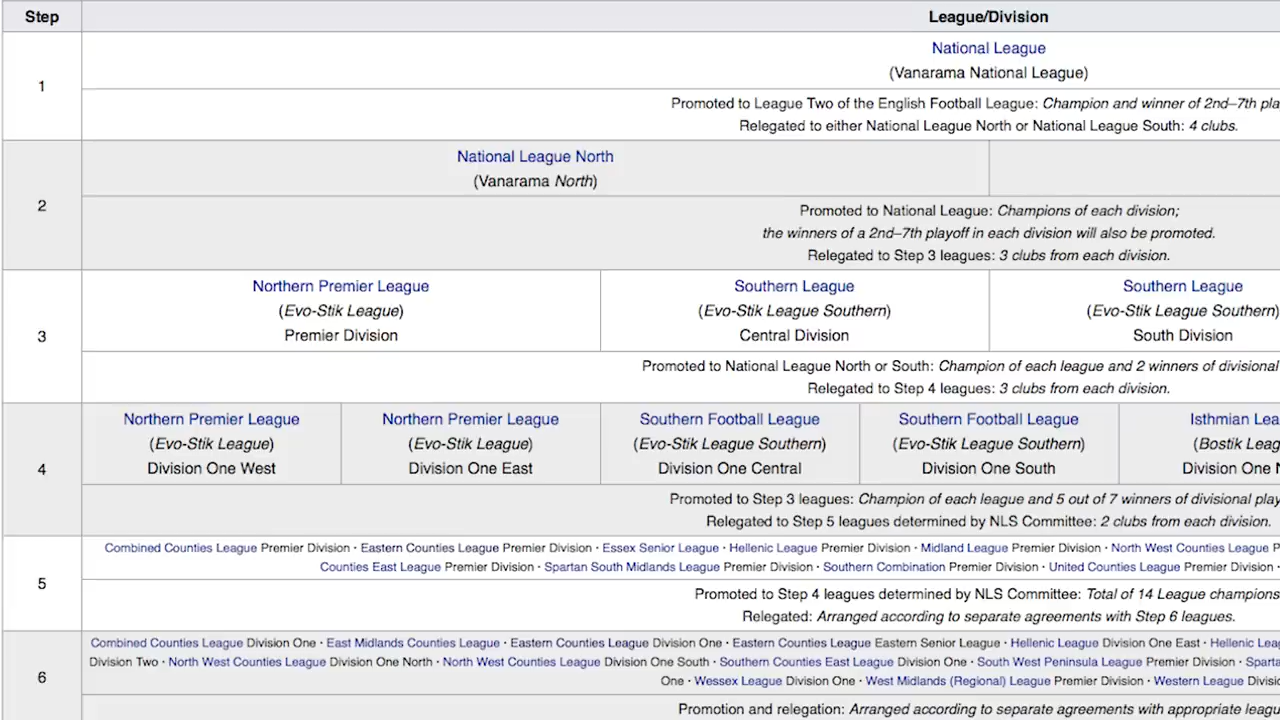 Step
League/Division
1
National League
(Vanarama National League)
Promoted to League Two of the English Football League: Champion and winner of 2nd–7th
Relegated to either National League North or National League South: 4 clubs.
2
National League North
(Vanarama North)
Promoted to National League: Champions of each division;
the winners of a 2nd–7th playoff in each division will also be promoted.
Relegated to Step 3 leagues: 3 clubs from each division.
3
Northern Premier League
(Evo-Stik League)
Premier Division
Southern League
(Evo-Stik League Southern)
Central Division
Southern League
(Evo-Stik League Southern)
South Division
Promoted to National League North or South: Champion of each league and 2 winners of divisional
Relegated to Step 4 leagues: 3 clubs from each division.
4
Northern Premier League
(Evo-Stik League)
Division One West
Northern Premier League
(Evo-Stik League)
Division One East
Southern Football League
(Evo-Stik League Southern)
Division One Central
Southern Football League
(Evo-Stik League Southern)
Division One South
Isthmian
(Bostik
Division One
Promoted to Step 3 leagues: Champion of each league and 5 out of 7 winners of divisional
Relegated to Step 5 leagues determined by NLS Committee: 2 clubs from each division.
5
Combined Counties League Premier Division · Eastern Counties League Premier Division · Essex Senior League · Hellenic League Premier Division · Midland League Premier Division · North West Counties League
Counties East League Premier Division · Spartan South Midlands League Premier Division · Southern Combination Premier Division · United Counties League Premier Division ·
Promoted to Step 4 leagues determined by NLS Committee: Total of 14 League champions
Relegated: Arranged according to separate agreements with Step 6 leagues.
6
Combined Counties League Division One · East Midlands Counties League · Eastern Counties League Division One · Eastern Counties League Eastern Senior League · Hellenic League Division One East · Hellenic
Division Two · North West Counties League Division One North · North West Counties League Division One South · Southern Counties East League Division One · South West Peninsula League Premier Division ·
One · Wessex League Division One · West Midlands (Regional) League Premier Division · Western League
Promotion and relegation: Arranged according to separate agreements with appropriate